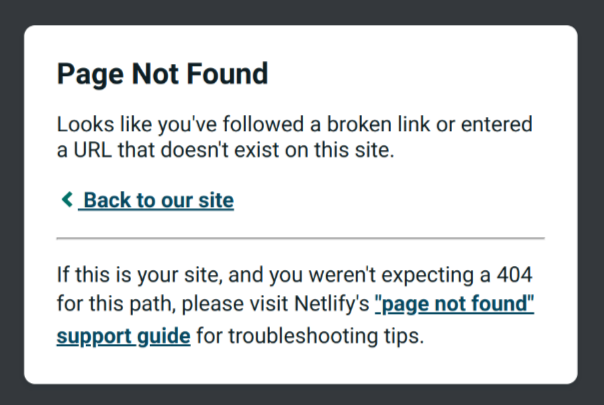 Page Not Found
Looks like you've followed a broken link or entered
a URL that doesn't exist on this site.
Back to our site
If this is your site, and you weren't expecting a 404
for this path, please visit Netlify's "page not found"
support guide for troubleshooting tips.